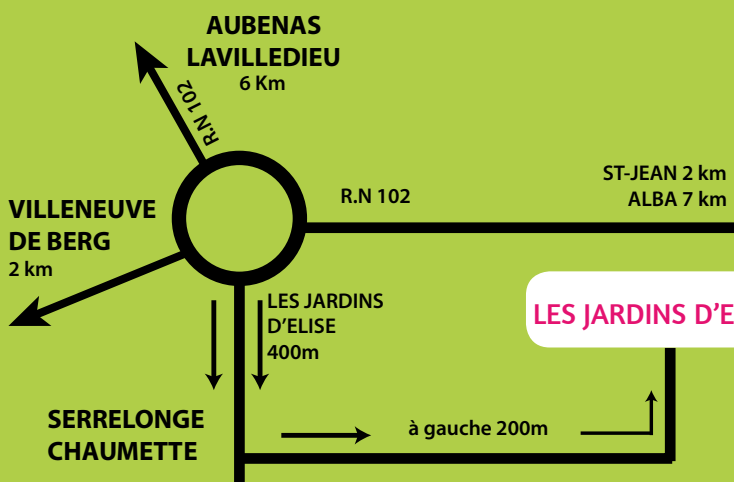 AUBENAS
LAVILLEDIEU
6 Km
R.N 102
R.N 102
ST-JEAN 2 km
ALBA 7 km
VILLENEUVE
DE BERG
2 km
LES JARDINS
D'ELISE
400m
LES JARDINS D'E
SERRELONGE
CHAUMETTE
à gauche 200m